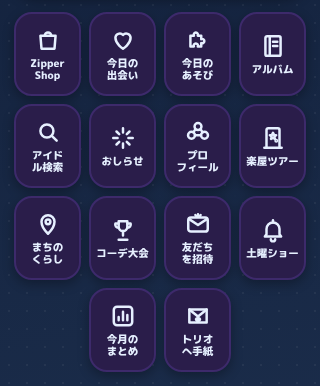 Zipper
Shop
今日の
出会い
今日の
あそび
アルバム
アイド
ル検索
おしらせ
プロ
フィール
楽屋ツアー
まちの
くらし
コーデ大会
友だち
を招待
土曜ショー
今月の
まとめ
トリオ
へ手紙